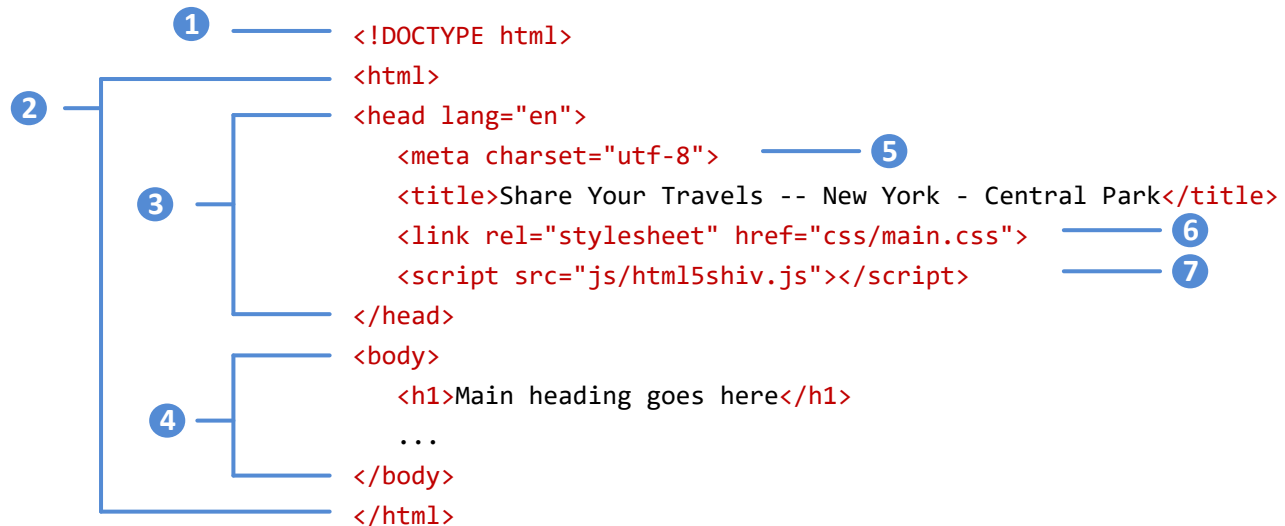 1 <!DOCTYPE html>
2 <html>
3 <head lang="en">
<meta charset="utf-8"> 5
<title>Share Your Travels -- New York - Central Park</title>
<link rel="stylesheet" href="css/main.css"> 6
<script src="js/html5shiv.js"></script> 7
</head>
4 <body>
<h1>Main heading goes here</h1>
...
</body>
</html>